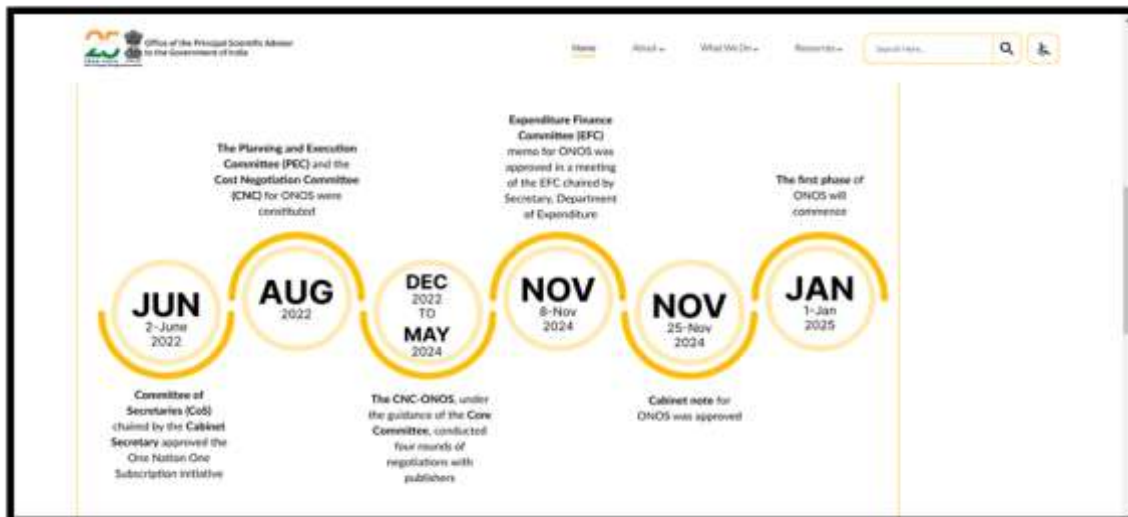 Office of the Principal Scientific Adviser
to the Government of India
Home
About
What We Do
Resources
Search Here..
The Planning and Execution
Committee (PEC) and the
Cost Negotiation Committee
(CNC) for ONOS were
constituted
Expenditure Finance
Committee (EFC)
memo for ONOS was
approved in a meeting
of the EFC chaired by
Secretary, Department
of Expenditure
The first phase of
ONOS will
commence
JUN
2-June
2022
AUG
2022
DEC
2022
TO
MAY
2024
NOV
8-Nov
2024
NOV
25-Nov
2024
JAN
1-Jan
2025
Committee of
Secretaries (CoS)
chaired by the Cabinet
Secretary approved the
One Nation One
Subscription Initiative
The CNC-ONOS, under
the guidance of the Core
Committee, conducted
four rounds of
negotiations with
publishers
Cabinet note for
ONOS was approved